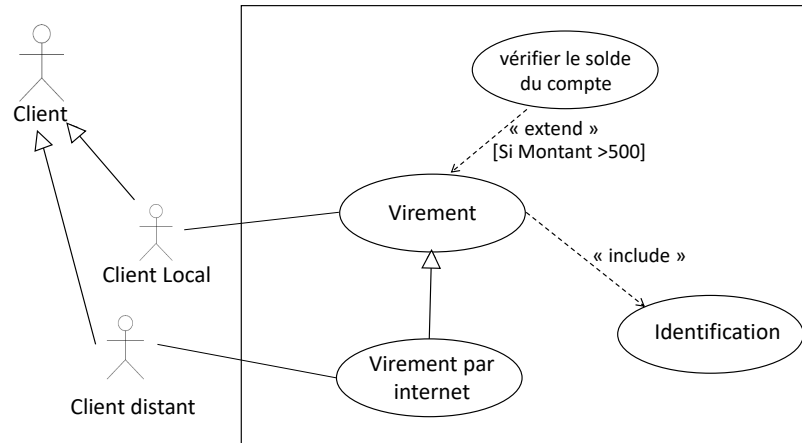 vérifier le solde
du compte
Client
« extend »
[Si Montant >500]
Virement
« include »
Client Local
Identification
Virement par
internet
Client distant